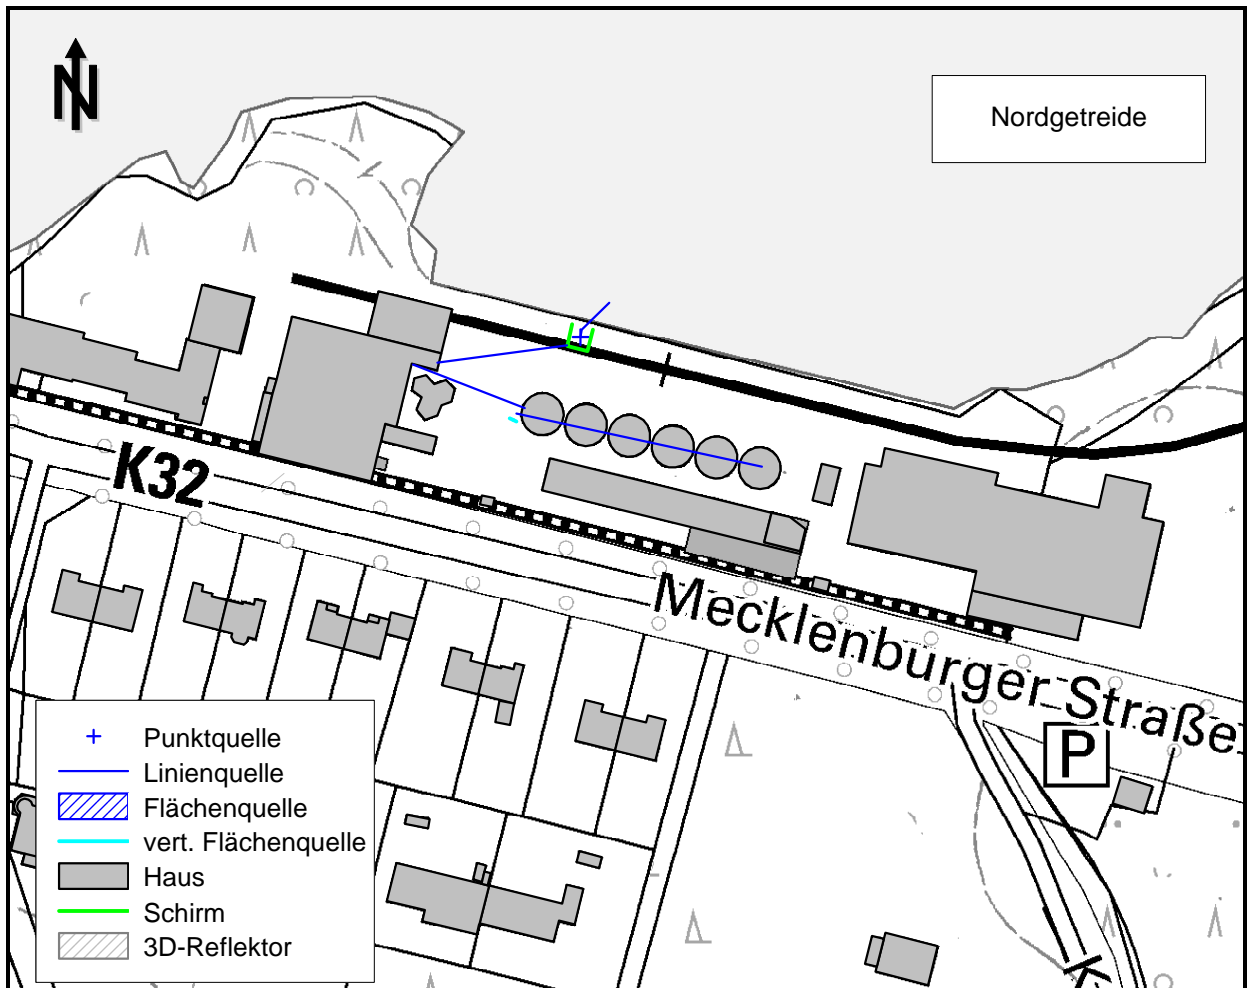 N
Nordgetreide
K32
Mecklenburger Straße
P
K
Punktquelle
Linienquelle
Flächenquelle
vert. Flächenquelle
Haus
Schirm
3D-Reflektor